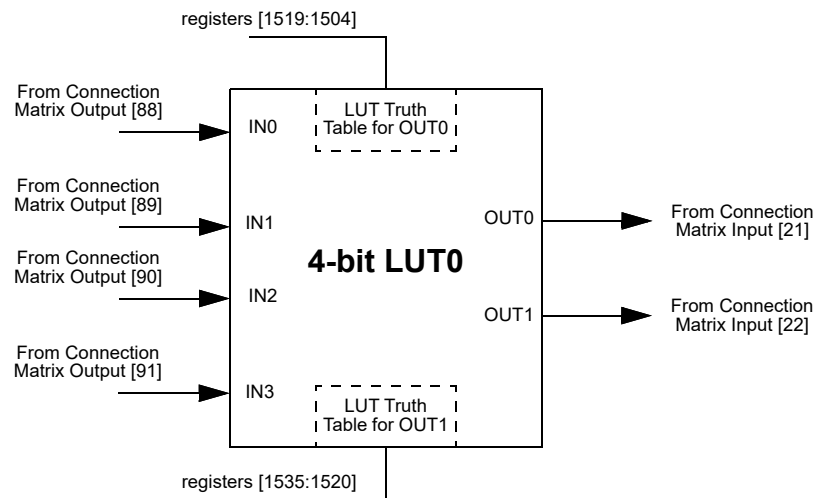 registers [1519:1504]
From Connection
Matrix Output [88]
IN0
LUT Truth
Table for OUT0
From Connection
Matrix Output [89]
IN1
OUT0
From Connection
Matrix Input [21]
From Connection
Matrix Output [90]
IN2
4-bit LUT0
OUT1
From Connection
Matrix Input [22]
From Connection
Matrix Output [91]
IN3
LUT Truth
Table for OUT1
registers [1535:1520]